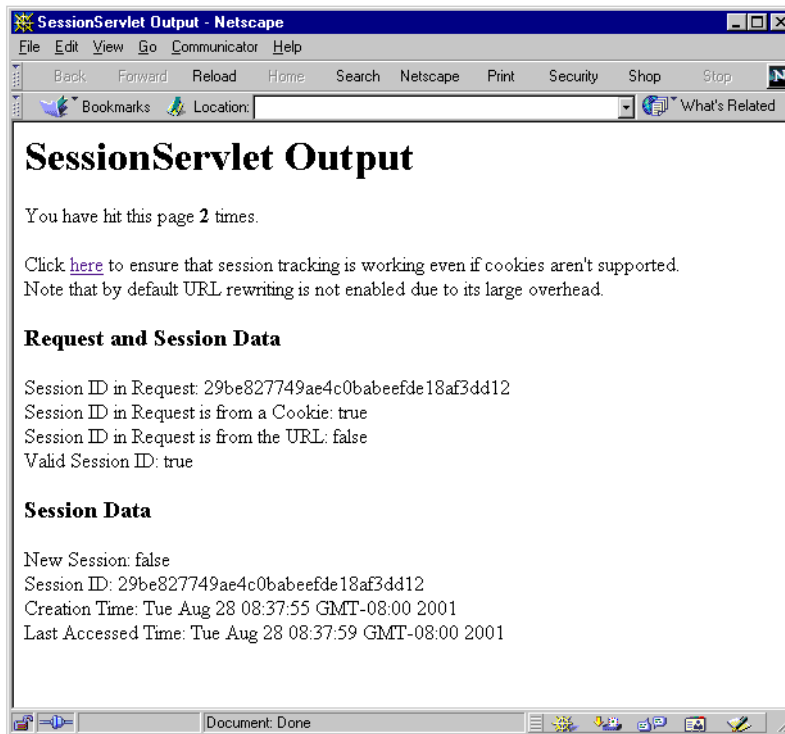 SessionServlet Output - Netscape
File Edit View Go Communicator Help
Back Forward Reload Home Search Netscape Print Security Shop Stop N
Bookmarks Location: What's Related
SessionServlet Output
You have hit this page 2 times.
Click here to ensure that session tracking is working even if cookies aren't supported.
Note that by default URL rewriting is not enabled due to its large overhead.
Request and Session Data
Session ID in Request: 29be827749ae4c0babeefde18af3dd12
Session ID in Request is from a Cookie: true
Session ID in Request is from the URL: false
Valid Session ID: true
Session Data
New Session: false
Session ID: 29be827749ae4c0babeefde18af3dd12
Creation Time: Tue Aug 28 08:37:55 GMT-08:00 2001
Last Accessed Time: Tue Aug 28 08:37:59 GMT-08:00 2001
Document: Done